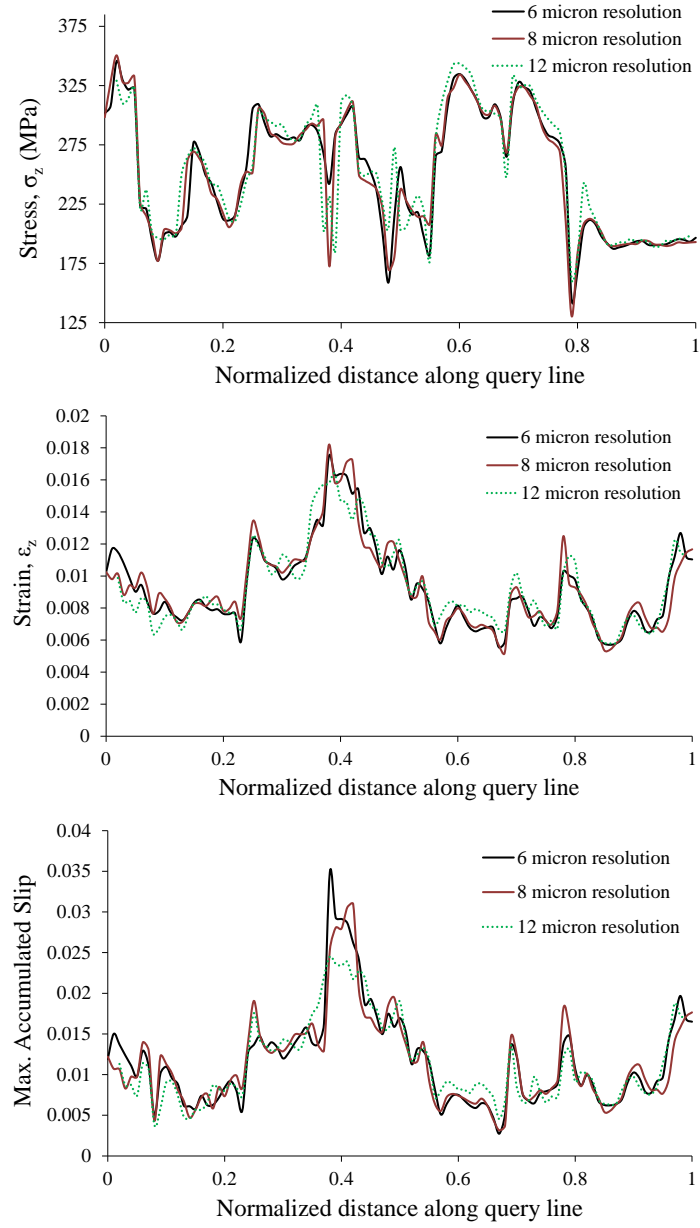 375
325
275
225
175
125
Stress, σz (MPa)
6 micron resolution
8 micron resolution
12 micron resolution
0
0.2
0.4
0.6
0.8
1
Normalized distance along query line
0.02
0.018
0.016
0.014
0.012
0.01
0.008
0.006
0.004
0.002
0
Strain, εz
6 micron resolution
8 micron resolution
12 micron resolution
0
0.2
0.4
0.6
0.8
1
Normalized distance along query line
0.04
0.035
0.03
0.025
0.02
0.015
0.01
0.005
0
Max. Accumulated Slip
6 micron resolution
8 micron resolution
12 micron resolution
0
0.2
0.4
0.6
0.8
1
Normalized distance along query line